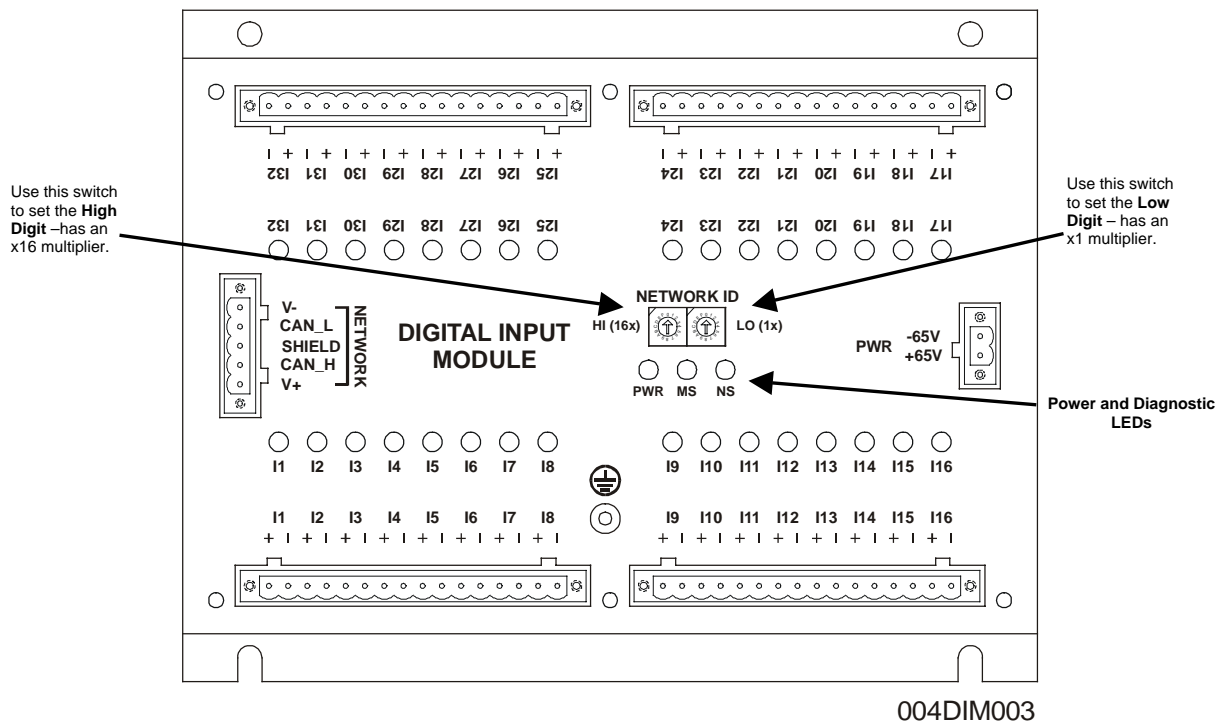 I + I + I + I + I + I + I + I +
I + I + I + I + I + I + I + I +
I32 I31 I30 I29 I28 I27 I26 I25
I24 I23 I22 I21 I20 I19 I18 I17
Use this switch
to set the High
Digit –has an
x16 multiplier.
Use this switch
to set the Low
Digit – has an
x1 multiplier.
I32 I31 I30 I29 I28 I27 I26 I25
I24 I23 I22 I21 I20 I19 I18 I17
NETWORK ID
HI (16x)
LO (1x)
V-
CAN_L
SHIELD
CAN_H
V+
NETWORK
DIGITAL INPUT
MODULE
PWR
-65V
+65V
PWR MS NS
Power and Diagnostic
LEDs
I1 I2 I3 I4 I5 I6 I7 I8
I9 I10 I11 I12 I13 I14 I15 I16
I1 I2 I3 I4 I5 I6 I7 I8
I9 I10 I11 I12 I13 I14 I15 I16
+ I + I + I + I + I + I + I + I
+ I + I + I + I + I + I + I + I
004DIM003